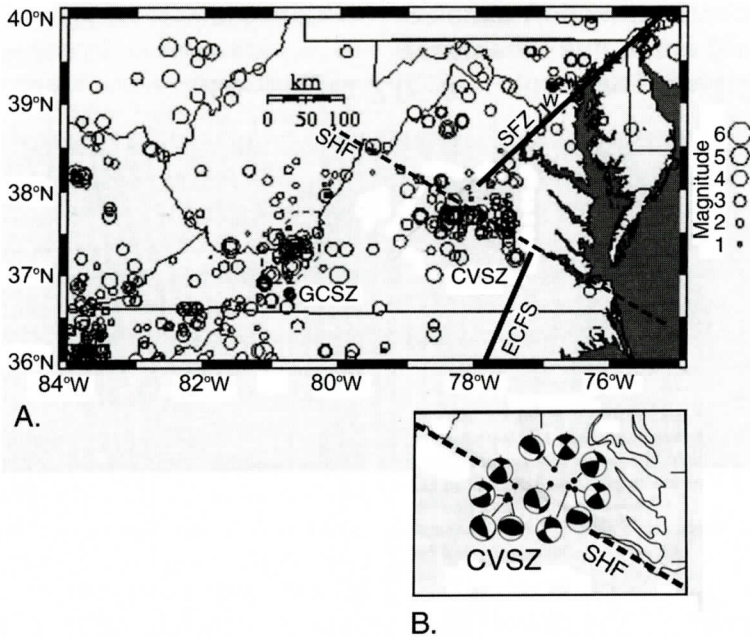 40°N
39°N
38°N
37°N
36°N
84°W
82°W
80°W
78°W
76°W
km
0 50 100
SHF
SFZ
W
GCSZ
CVSZ
ECFS
Magnitude
6
5
4
3
2
1
A.
CVSZ
SHF
B.